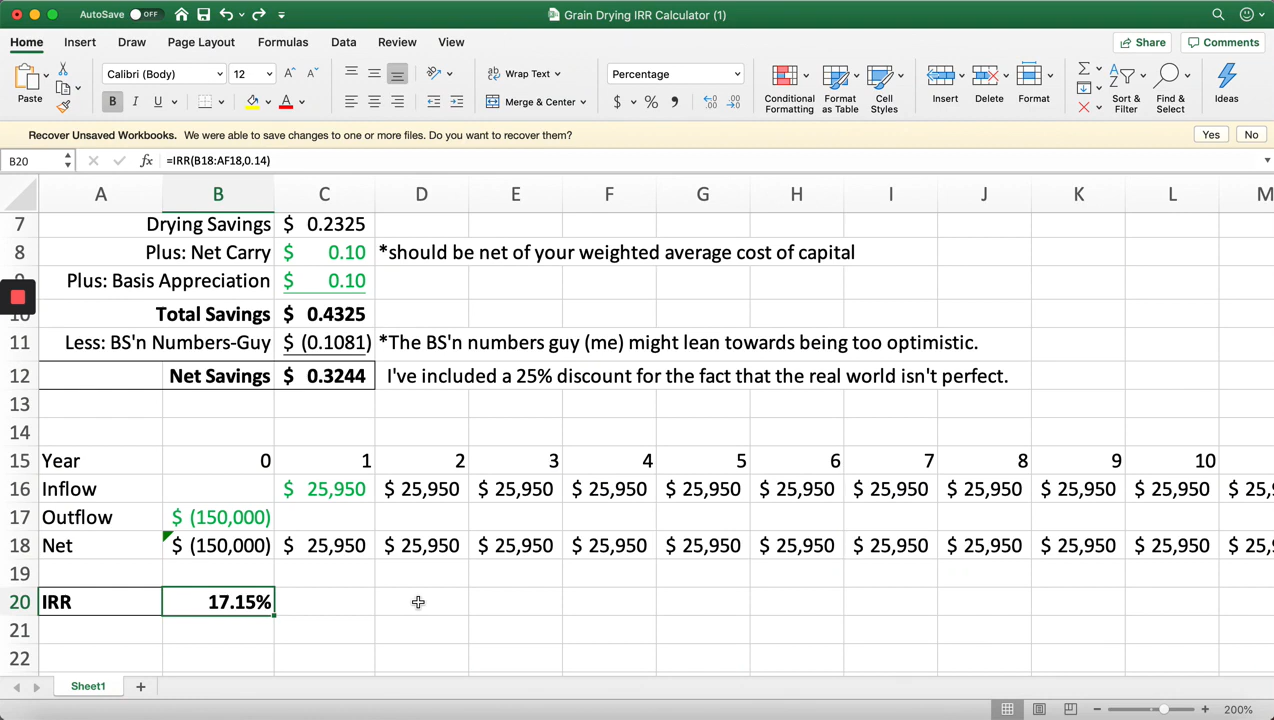 AutoSave OFF
Grain Drying IRR Calculator (1)
Home Insert Draw Page Layout Formulas Data Review View
Share Comments
Paste
Calibri (Body) 12
Wrap Text
Merge & Center
Percentage
Conditional Formatting
Format as Table
Cell Styles
Insert
Delete
Format
Sort & Filter
Find & Select
Ideas
Recover Unsaved Workbooks. We were able to save changes to one or more files. Do you want to recover them? Yes No
B20 fx =IRR(B18:AF18,0.14)
A B C D E F G H I J K L M
7 Drying Savings $ 0.2325
8 Plus: Net Carry $ 0.10 *should be net of your weighted average cost of capital
9 Plus: Basis Appreciation $ 0.10
10 Total Savings $ 0.4325
11 Less: BS'n Numbers-Guy $ (0.1081) *The BS'n numbers guy (me) might lean towards being too optimistic.
12 Net Savings $ 0.3244 I've included a 25% discount for the fact that the real world isn't perfect.
13
14
15 Year 0 1 2 3 4 5 6 7 8 9 10
16 Inflow $ 25,950 $ 25,950 $ 25,950 $ 25,950 $ 25,950 $ 25,950 $ 25,950 $ 25,950 $ 25,950 $ 25,950 $ 25,
17 Outflow $ (150,000)
18 Net $ (150,000) $ 25,950 $ 25,950 $ 25,950 $ 25,950 $ 25,950 $ 25,950 $ 25,950 $ 25,950 $ 25,950 $ 25,950 $ 25,
19
20 IRR 17.15%
21
22
Sheet1
200%